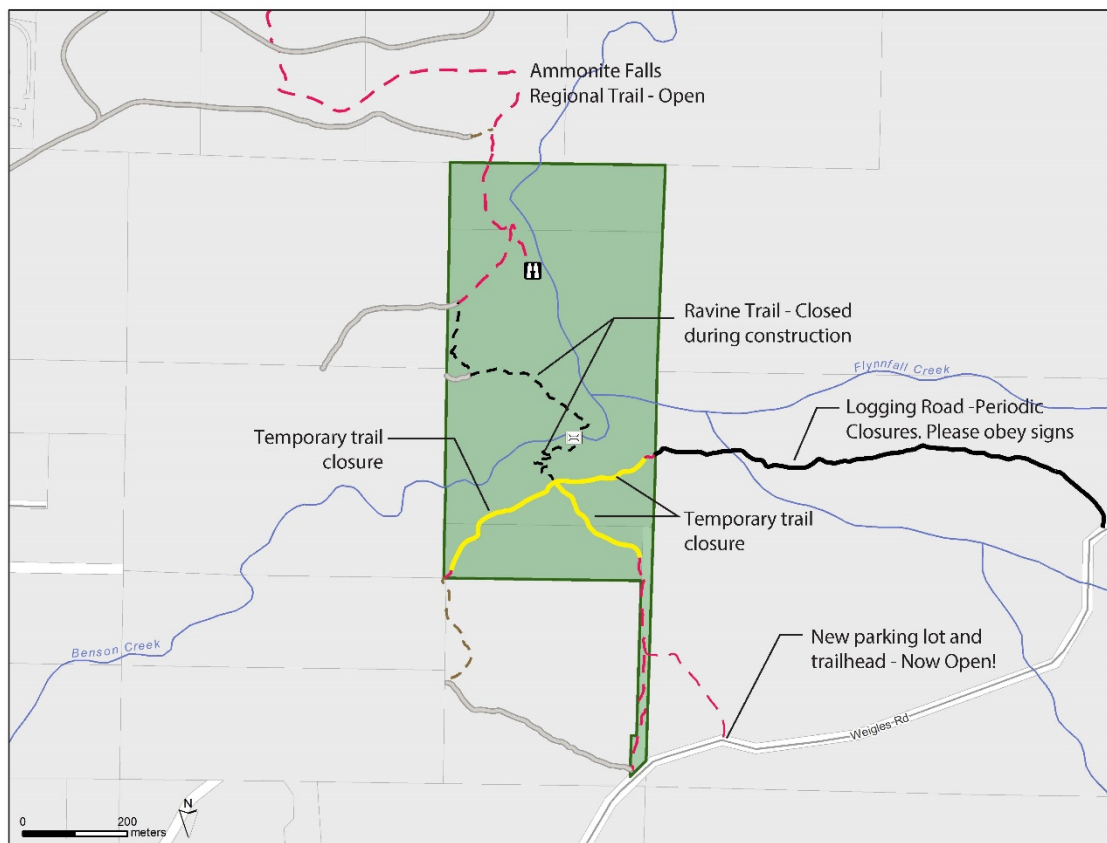 Ammonite Falls
Regional Trail - Open
Ravine Trail - Closed
during construction
Flynnfall Creek
Logging Road -Periodic
Closures. Please obey signs
Temporary trail
closure
Temporary trail
closure
Benson Creek
New parking lot and
trailhead - Now Open!
Weigles Rd
N
0 200
meters